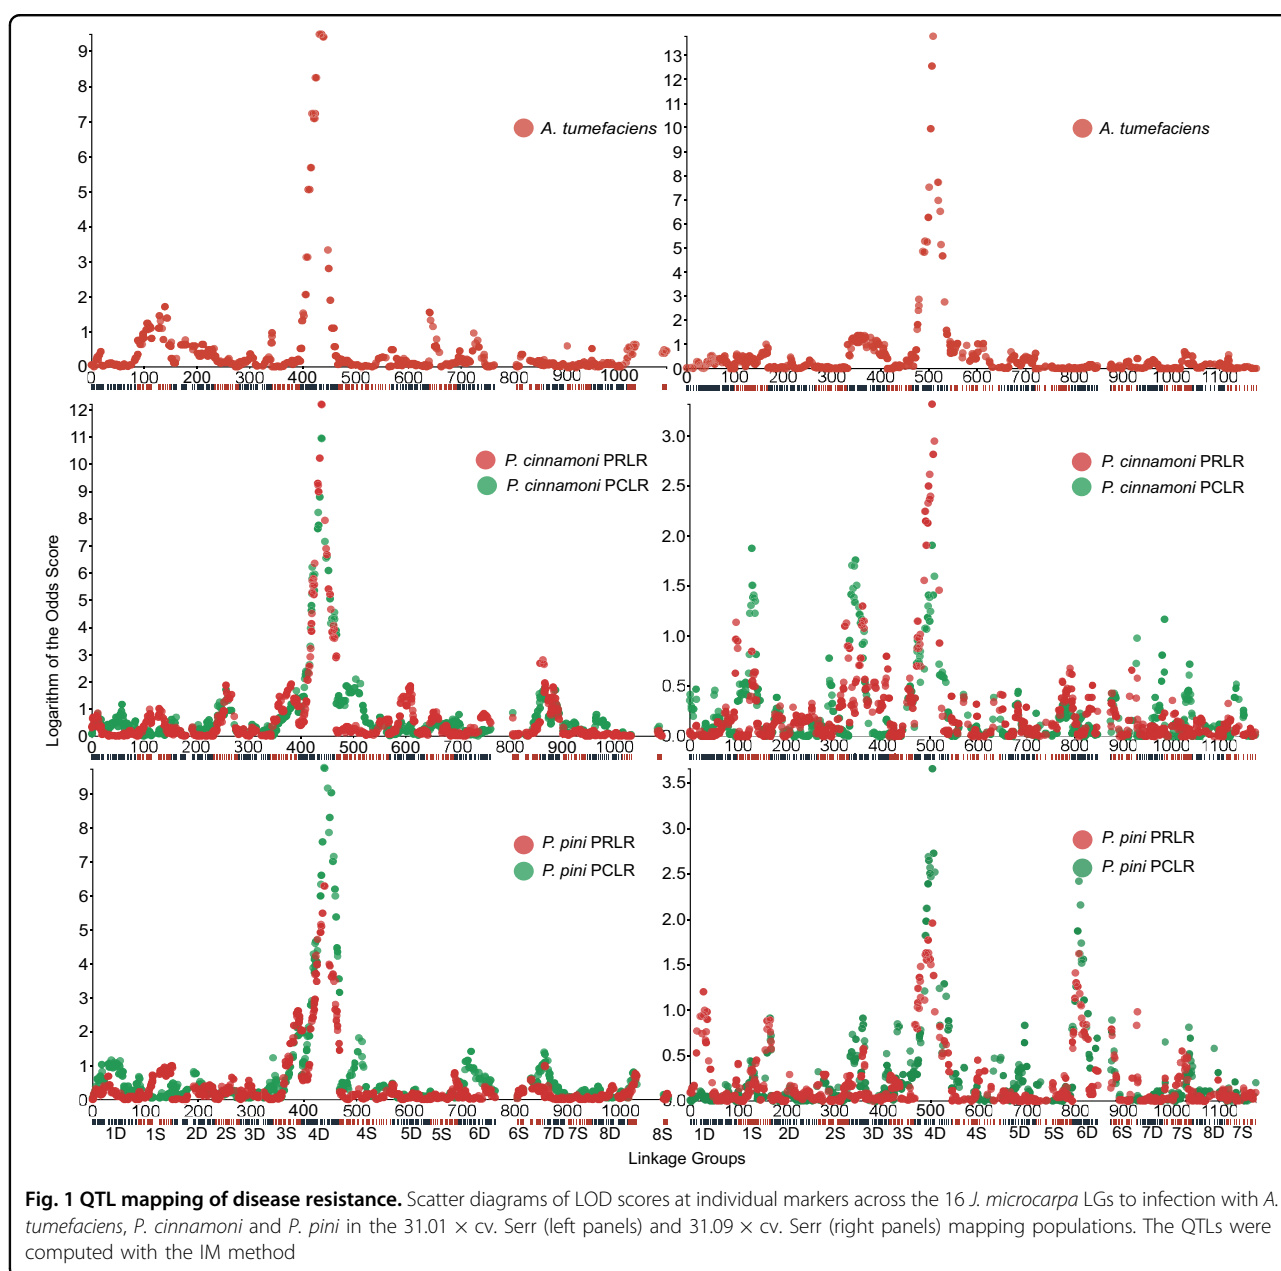 9
8
7
6
5
4
3
2
1
0
0 100 200 300 400 500 600 700 800 900 1000
A. tumefaciens
13
12
11
10
9
8
7
6
5
4
3
2
1
0
0 100 200 300 400 500 600 700 800 900 1000 1100
A. tumefaciens
Logarithm of the Odds Score
12
11
10
9
8
7
6
5
4
3
2
1
0
0 100 200 300 400 500 600 700 800 900 1000
P. cinnamoni PRLR
P. cinnamoni PCLR
3.0
2.5
2.0
1.5
1.0
0.5
0.0
0 100 200 300 400 500 600 700 800 900 1000 1100
P. cinnamoni PRLR
P. cinnamoni PCLR
9
8
7
6
5
4
3
2
1
0
0 100 200 300 400 500 600 700 800 900 1000
1D 1S 2D 2S 3D 3S 4D 4S 5D 5S 6D 6S 7D 7S 8D 8S
P. pini PRLR
P. pini PCLR
3.5
3.0
2.5
2.0
1.5
1.0
0.5
0.0
0 100 200 300 400 500 600 700 800 900 1000 1100
1D 1S 2D 2S 3D 3S 4D 4S 5D 5S 6D 6S 7D 7S 8D 7S
P. pini PRLR
P. pini PCLR
Linkage Groups
Fig. 1 QTL mapping of disease resistance. Scatter diagrams of LOD scores at individual markers across the 16 J. microcarpa LGs to infection with A.
tumefaciens, P. cinnamoni and P. pini in the 31.01 × cv. Serr (left panels) and 31.09 × cv. Serr (right panels) mapping populations. The QTLs were
computed with the IM method